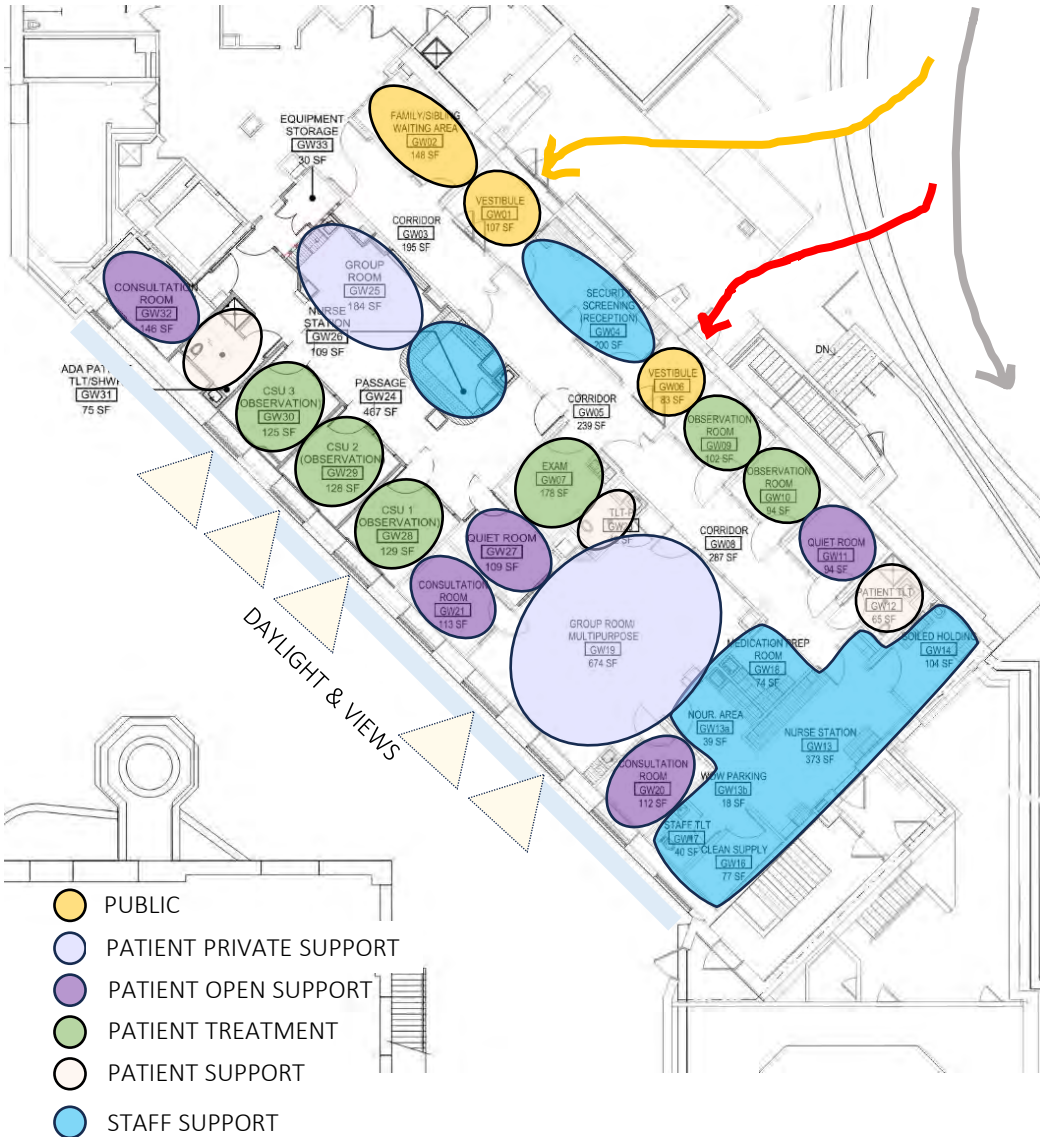 FAMILY/SIBLING
WAITING AREA
GW02
148 SF
EQUIPMENT
STORAGE
GW33
30 SF
VESTIBULE
GW01
107 SF
CORRIDOR
GW03
195 SF
GROUP
ROOM
GW25
184 SF
CONSULTATION
ROOM
GW32
146 SF
NURSE
STATION
GW26
109 SF
SECURITY
SCREENING
(RECEPTION)
GW04
200 SF
DN
ADA PATI
TLT/SHWR
GW31
75 SF
CSU 3
OBSERVATION)
GW30
125 SF
PASSAGE
GW24
467 SF
VESTIBULE
GW06
83 SF
CORRIDOR
GW05
239 SF
OBSERVATION
ROOM
GW09
102 SF
CSU 2
(OBSERVATION)
GW29
128 SF
EXAM
GW07
178 SF
OBSERVATION
ROOM
GW10
94 SF
CSU 1
OBSERVATION)
GW28
129 SF
QUIET ROOM
GW27
109 SF
CORRIDOR
GW08
287 SF
QUIET ROOM
GW11
94 SF
CONSULTATION
ROOM
GW21
113 SF
PATIENT TLT
GW12
65 SF
GROUP ROOM/
MULTIPURPOSE
GW19
674 SF
MEDICATION PREP
ROOM
GW18
74 SF
SOILED HOLDING
GW14
104 SF
DAYLIGHT & VIEWS
NOUR. AREA
GW13a
39 SF
NURSE STATION
GW13
373 SF
CONSULTATION
ROOM
GW20
112 SF
WOW PARKING
GW13b
18 SF
STAFF TLT
GW17
40 SF
CLEAN SUPPLY
GW16
77 SF
PUBLIC
PATIENT PRIVATE SUPPORT
PATIENT OPEN SUPPORT
PATIENT TREATMENT
PATIENT SUPPORT
STAFF SUPPORT